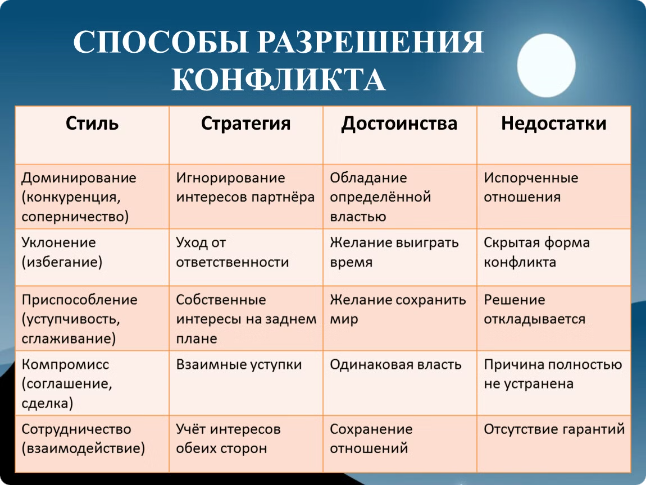 СПОСОБЫ РАЗРЕШЕНИЯ
КОНФЛИКТА
Стиль Стратегия Достоинства Недостатки
Доминирование
(конкуренция,
соперничество)
Игнорирование
интересов партнёра
Обладание
определённой
властью
Испорченные
отношения
Уклонение
(избегание)
Уход от
ответственности
Желание выиграть
время
Скрытая форма
конфликта
Приспособление
(уступчивость,
сглаживание)
Собственные
интересы на заднем
плане
Желание сохранить
мир
Решение
откладывается
Компромисс
(соглашение,
сделка)
Взаимные уступки
Одинаковая власть
Причина полностью
не устранена
Сотрудничество
(взаимодействие)
Учёт интересов
обеих сторон
Сохранение
отношений
Отсутствие гарантий